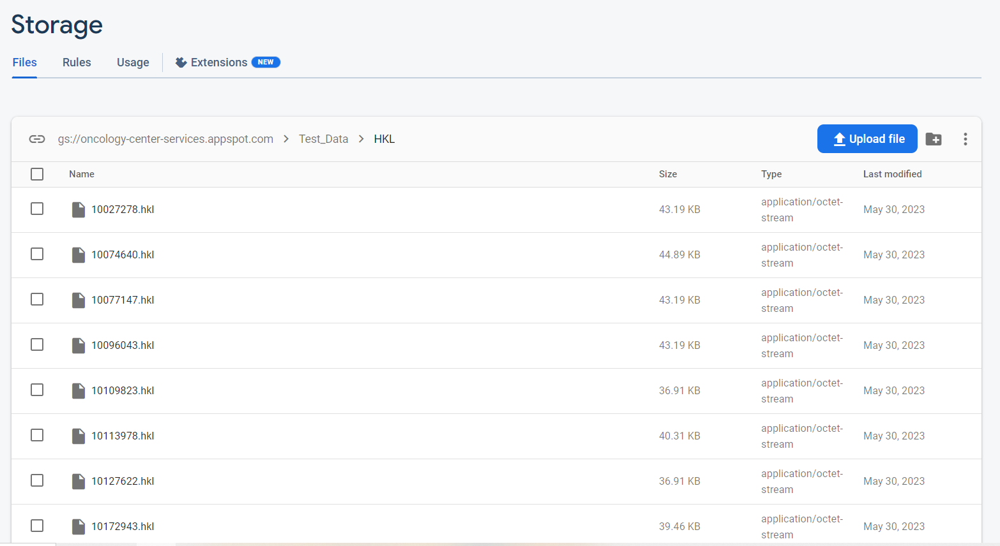 Storage
Files Rules Usage Extensions NEW
gs://oncology-center-services.appspot.com > Test_Data > HKL Upload file
Name Size Type Last modified
10027278.hkl 43.19 KB application/octet-stream May 30, 2023
10074640.hkl 44.89 KB application/octet-stream May 30, 2023
10077147.hkl 43.19 KB application/octet-stream May 30, 2023
10096043.hkl 43.19 KB application/octet-stream May 30, 2023
10109823.hkl 36.91 KB application/octet-stream May 30, 2023
10113978.hkl 40.31 KB application/octet-stream May 30, 2023
10127622.hkl 36.91 KB application/octet-stream May 30, 2023
10172943.hkl 39.46 KB application/octet-stream May 30, 2023